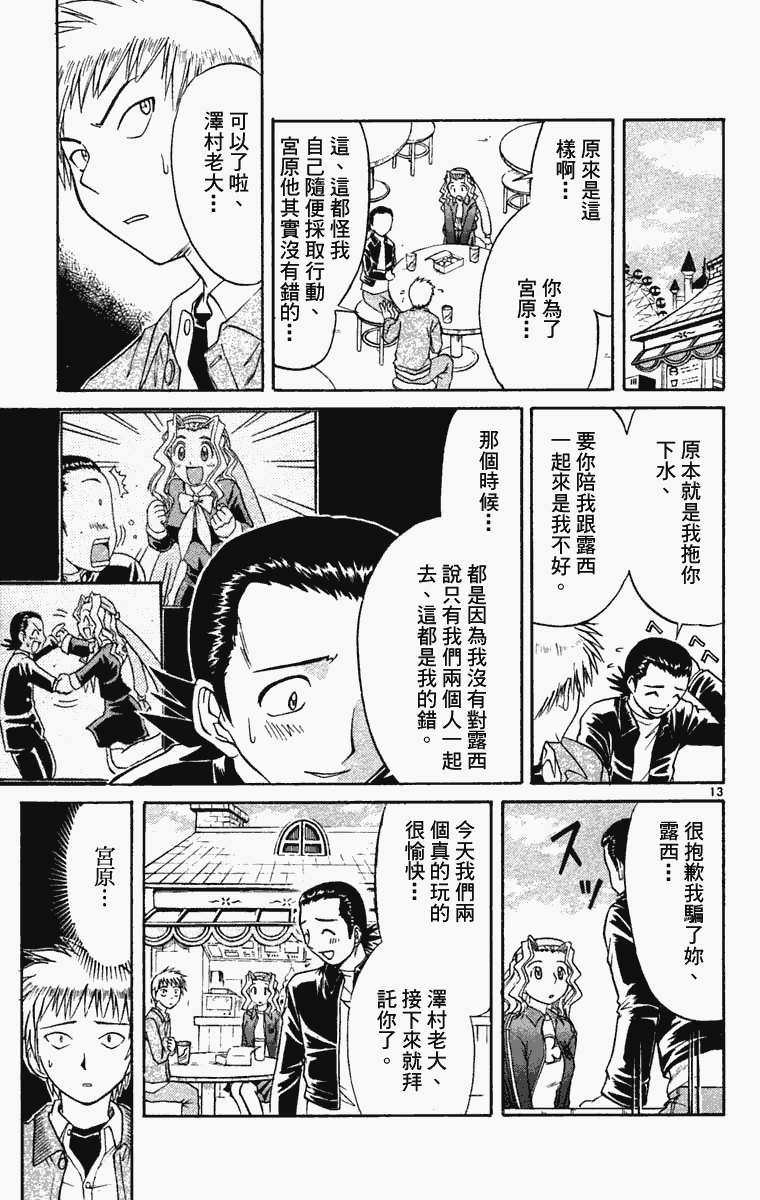 原來是這
樣啊…
你為了
宮原…
這、這都怪我
自己隨便採取行動、
宮原他其實沒有錯的…
可以了啦、
澤村老大…
原本就是我拖你
下水、
要你陪我跟露西
一起來是我不好。
へへへ
那個時候…
都是因為我沒有對露西
說只有我們兩個人一起
去、這都是我的錯。
13
很抱歉我騙了妳、
露西…
スッ
今天我們兩
個真的玩的
很愉快…
澤村老大、
接下來就拜
託你了。
宮原…